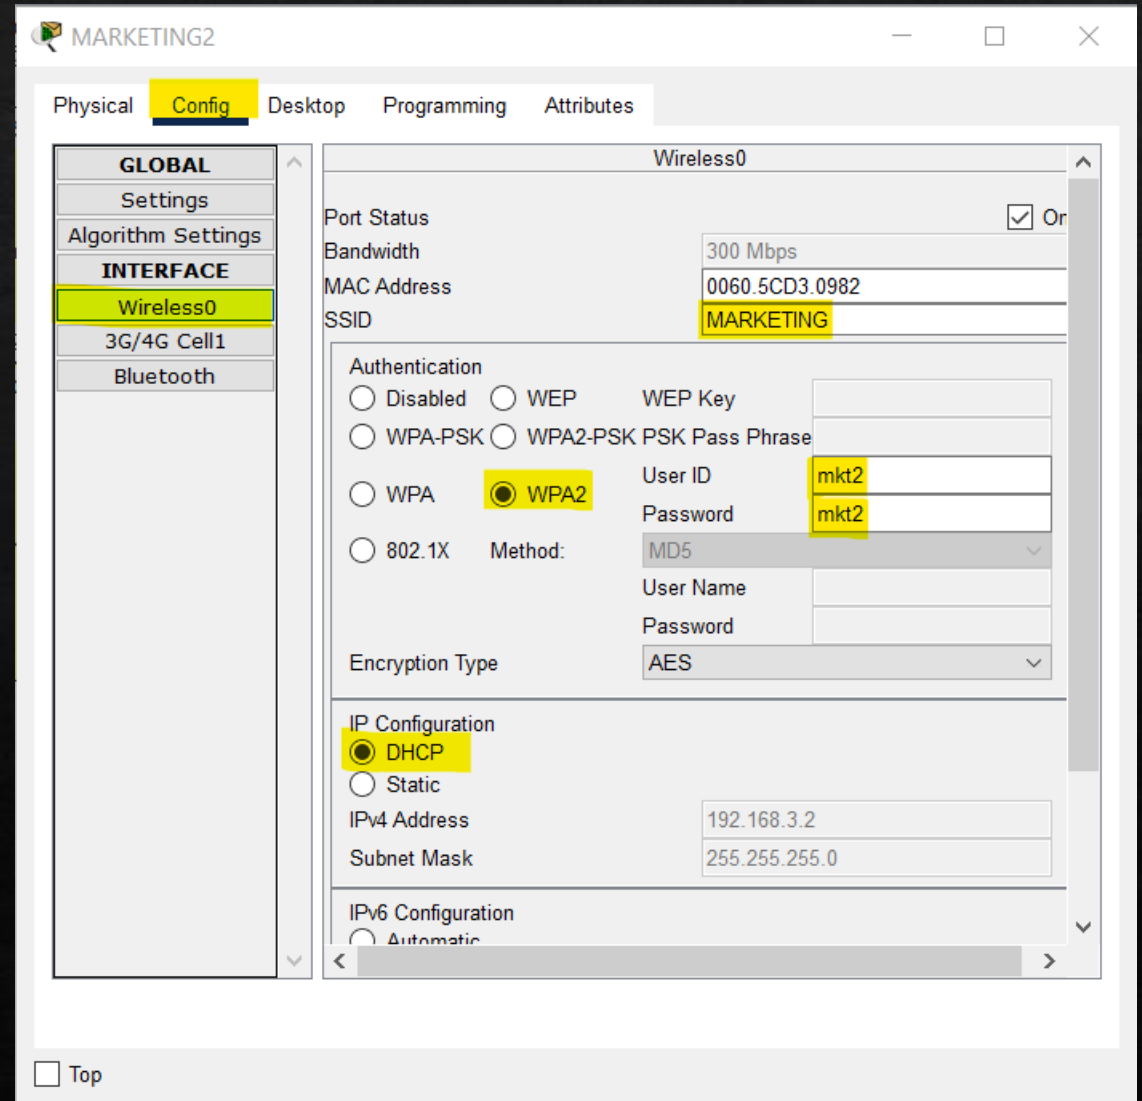 MARKETING2
Physical Config Desktop Programming Attributes
GLOBAL
Settings
Algorithm Settings
INTERFACE
Wireless0
3G/4G Cell1
Bluetooth
Wireless0
Port Status On
Bandwidth 300 Mbps
MAC Address 0060.5CD3.0982
SSID MARKETING
Authentication
Disabled WEP WEP Key
WPA-PSK WPA2-PSK PSK Pass Phrase
User ID mkt2
WPA WPA2
Password mkt2
802.1X Method: MD5
User Name
Password
Encryption Type AES
IP Configuration
DHCP
Static
IPv4 Address 192.168.3.2
Subnet Mask 255.255.255.0
IPv6 Configuration
Automatic
Top